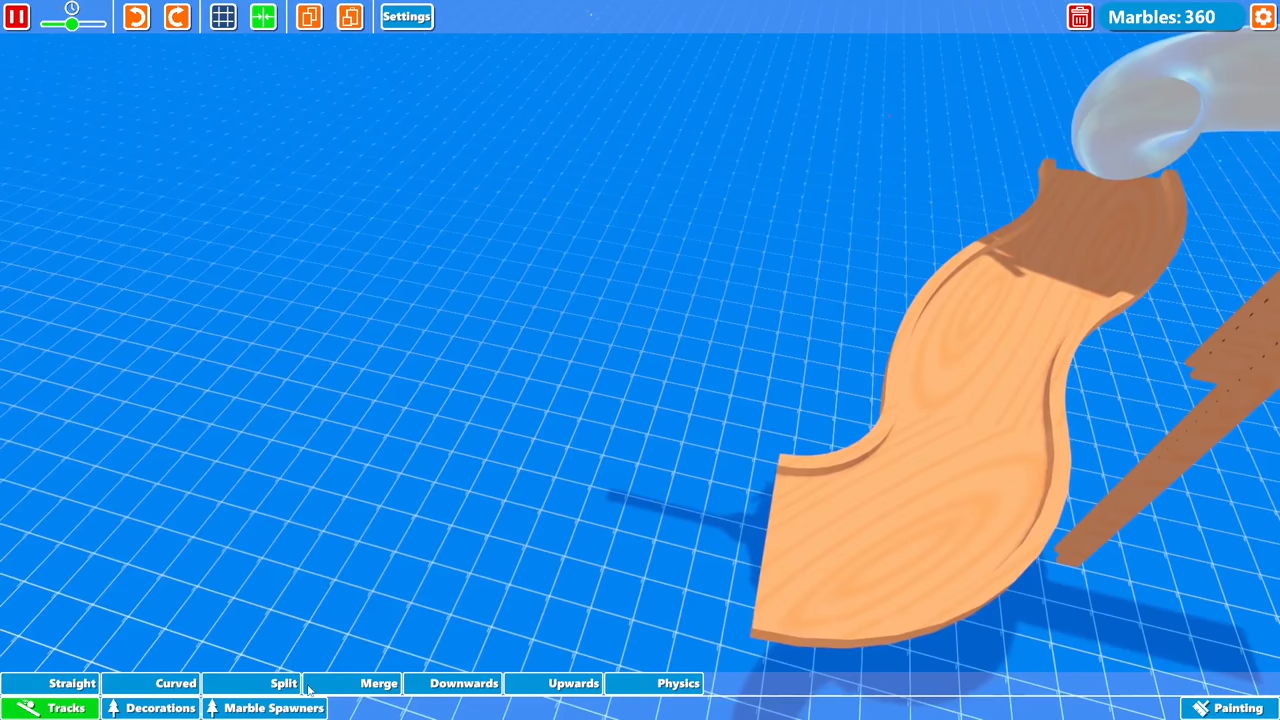 Settings
Marbles: 360
Straight
Curved
Split
Merge
Downwards
Upwards
Physics
Tracks
Decorations
Marble Spawners
Painting